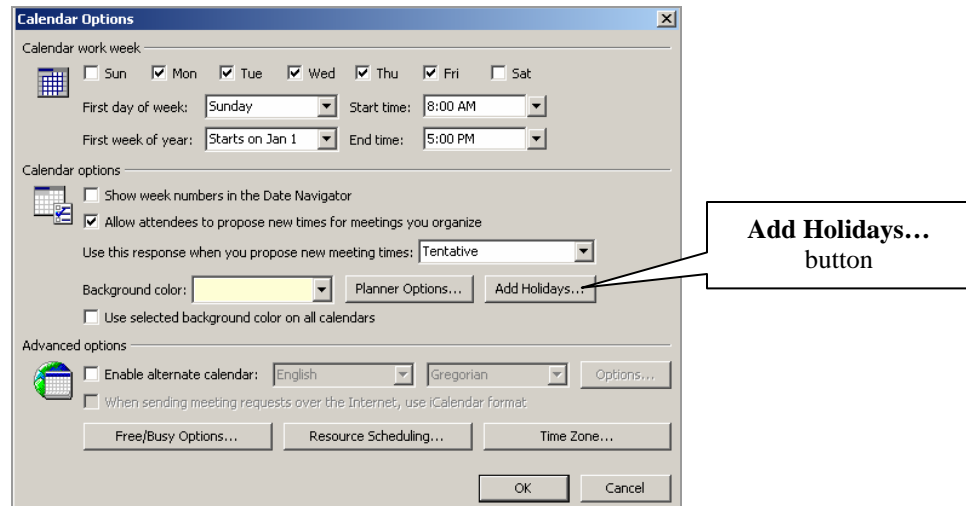 Calendar Options
Calendar work week
Sun Mon Tue Wed Thu Fri Sat
First day of week: Sunday Start time: 8:00 AM
First week of year: Starts on Jan 1 End time: 5:00 PM
Calendar options
Show week numbers in the Date Navigator
Allow attendees to propose new times for meetings you organize
Use this response when you propose new meeting times: Tentative
Background color: Planner Options... Add Holidays...
Use selected background color on all calendars
Advanced options
Enable alternate calendar: English Gregorian Options...
When sending meeting requests over the Internet, use iCalendar format
Free/Busy Options... Resource Scheduling... Time Zone...
OK Cancel
Add Holidays…
button